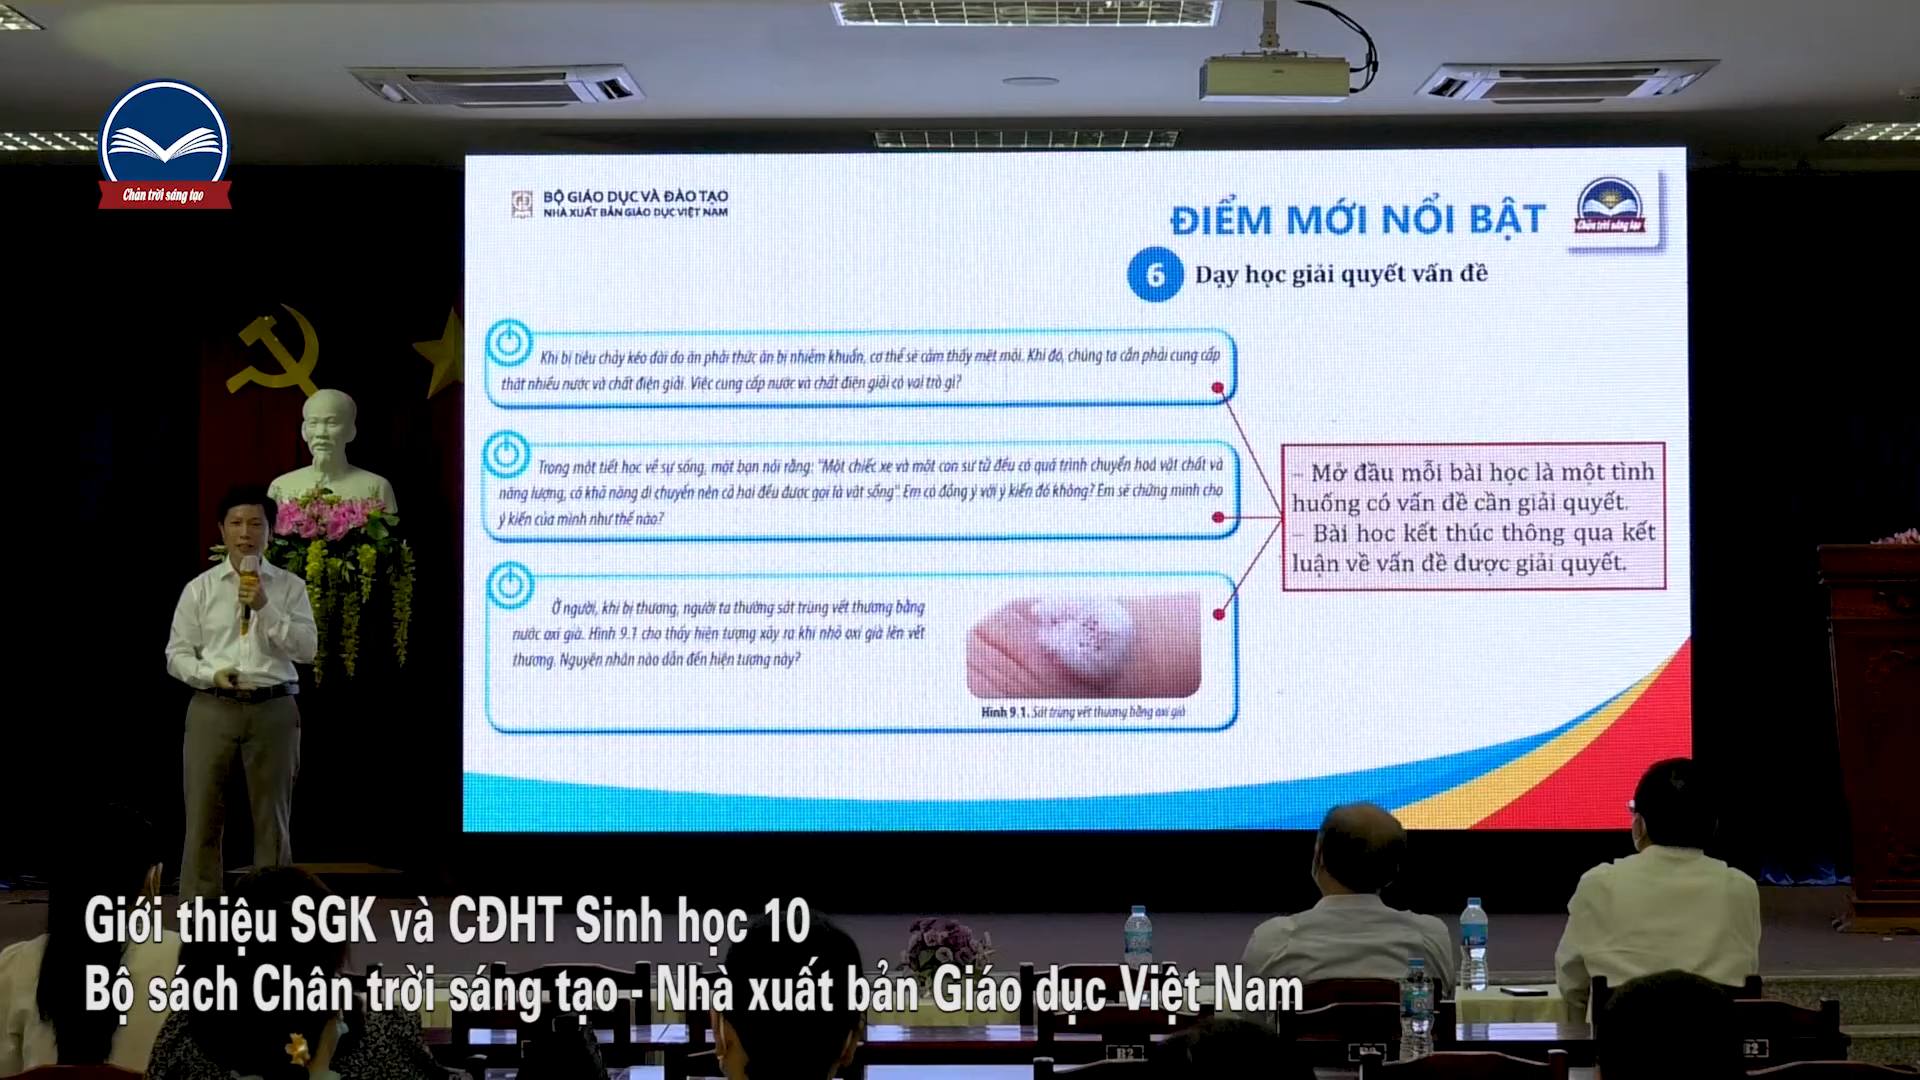 Chân trời sáng tạo
BỘ GIÁO DỤC VÀ ĐÀO TẠO
NHÀ XUẤT BẢN GIÁO DỤC VIỆT NAM
ĐIỂM MỚI NỔI BẬT
Chân trời sáng tạo
6 Dạy học giải quyết vấn đề
Khi bị tiêu chảy kéo dài do ăn phải thức ăn bị nhiễm khuẩn, cơ thể sẽ cảm thấy mệt mỏi. Khi đó, chúng ta cần phải cung cấp
thật nhiều nước và chất điện giải. Việc cung cấp nước và chất điện giải có vai trò gì?
Trong một tiết học về sự sống, một bạn nói rằng: "Một chiếc xe và một con sư tử đều có quá trình chuyển hoá vật chất và
năng lượng, có khả năng di chuyển nên cả hai đều được gọi là vật sống". Em có đồng ý với ý kiến đó không? Em sẽ chứng minh cho
ý kiến của mình như thế nào?
Ở người, khi bị thương, người ta thường sát trùng vết thương bằng
nước oxi già. Hình 9.1 cho thấy hiện tượng xảy ra khi nhỏ oxi già lên vết
thương. Nguyên nhân nào dẫn đến hiện tượng này?
Hình 9.1. Sát trùng vết thương bằng oxi già
– Mở đầu mỗi bài học là một tình
huống có vấn đề cần giải quyết.
– Bài học kết thúc thông qua kết
luận về vấn đề được giải quyết.
Giới thiệu SGK và CĐHT Sinh học 10
Bộ sách Chân trời sáng tạo - Nhà xuất bản Giáo dục Việt Nam
B2